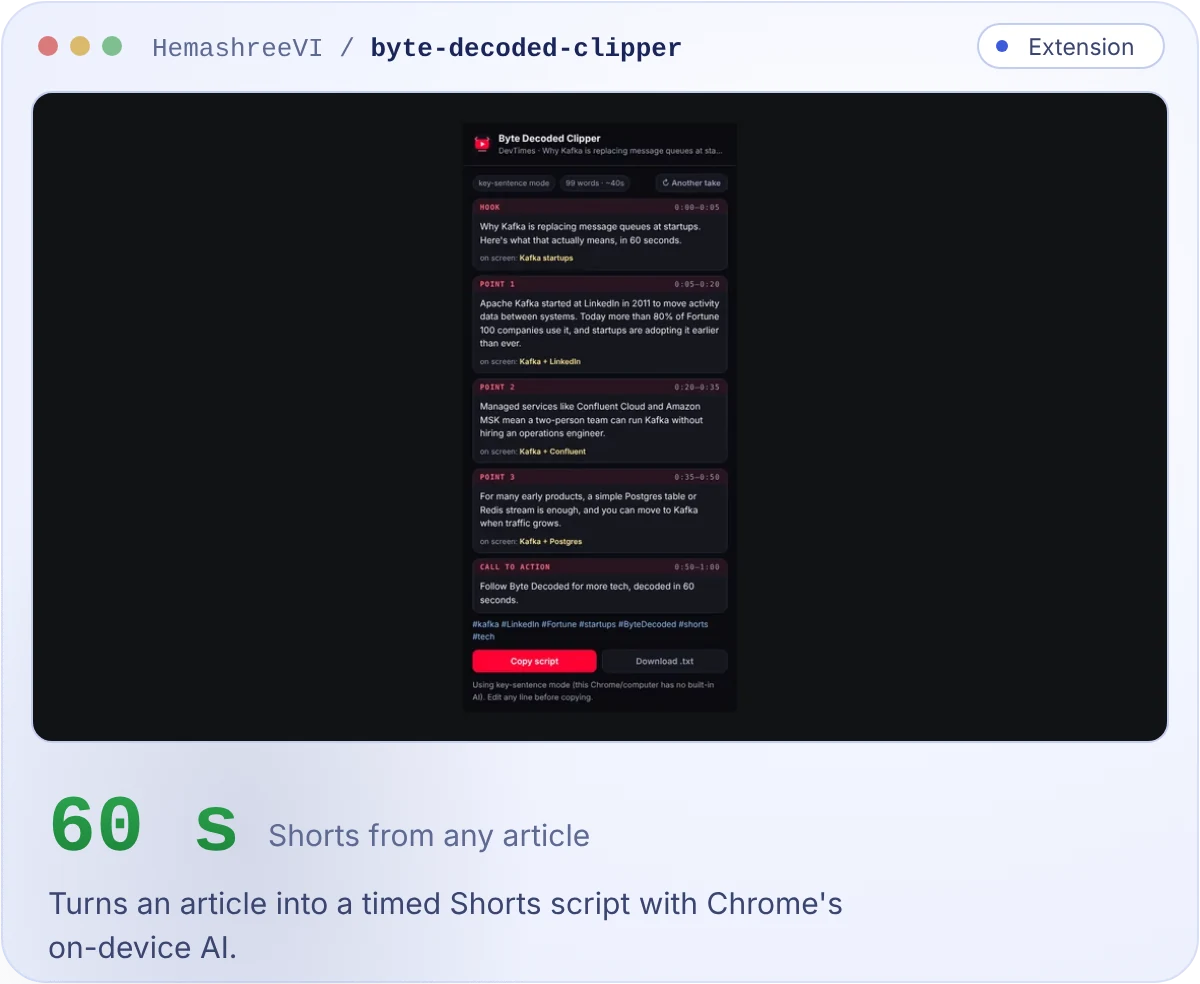 HemashreeVI / byte-decoded-clipper
Extension
Byte Decoded Clipper
DevTimes · Why Kafka is replacing message queues at sta...
key-sentence mode
99 words · ~40s
Another take
HOOK
0:00–0:05
Why Kafka is replacing message queues at startups.
Here's what that actually means, in 60 seconds.
on screen: Kafka startups
POINT 1
0:05–0:20
Apache Kafka started at LinkedIn in 2011 to move activity
data between systems. Today more than 80% of Fortune
100 companies use it, and startups are adopting it earlier
than ever.
on screen: Kafka + LinkedIn
POINT 2
0:20–0:35
Managed services like Confluent Cloud and Amazon
MSK mean a two-person team can run Kafka without
hiring an operations engineer.
on screen: Kafka + Confluent
POINT 3
0:35–0:50
For many early products, a simple Postgres table or
Redis stream is enough, and you can move to Kafka
when traffic grows.
on screen: Kafka + Postgres
CALL TO ACTION
0:50–1:00
Follow Byte Decoded for more tech, decoded in 60
seconds.
#kafka #LinkedIn #Fortune #startups #ByteDecoded #shorts
#tech
Copy script
Download .txt
Using key-sentence mode (this Chrome/computer has no built-in
AI). Edit any line before copying.
60 s
Shorts from any article
Turns an article into a timed Shorts script with Chrome's
on-device AI.